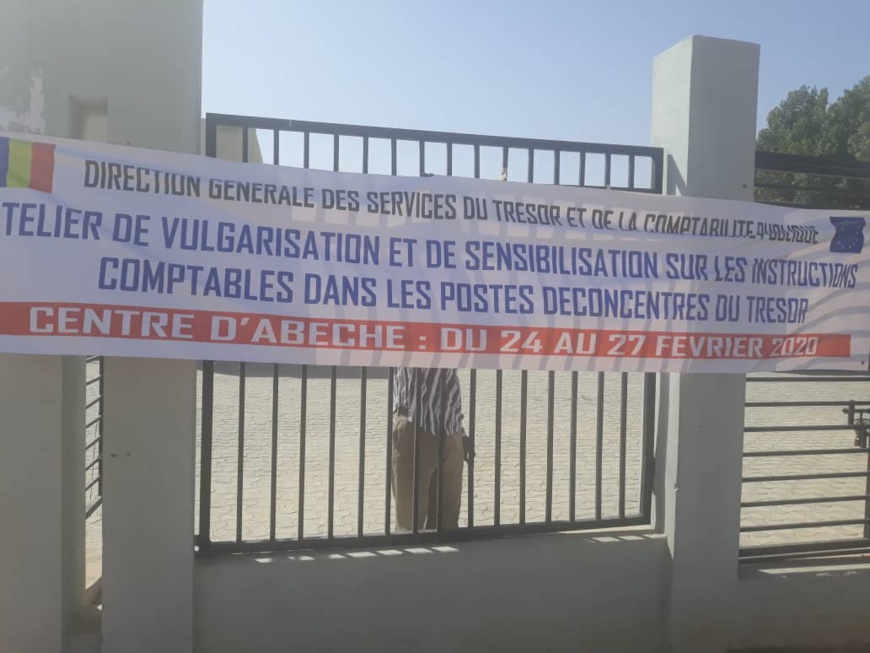 DIRECTION GENERALE DES SERVICES DU TRESOR ET DE LA COMPTABILITE PUBLIQUE
TELIER DE VULGARISATION ET DE SENSIBILISATION SUR LES INSTRUCTIONS
COMPTABLES DANS LES POSTES DECONCENTRES DU TRESOR
CENTRE D'ABECHE : DU 24 AU 27 FEVRIER 2020